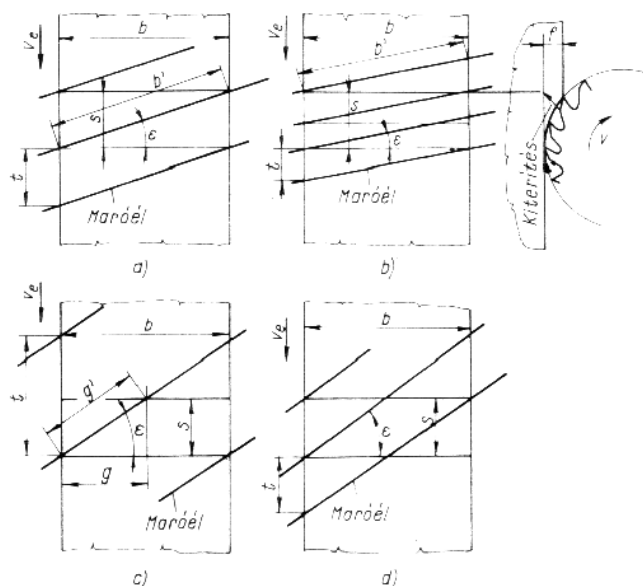 v_e
b
b'
s
ε
t
Maróél
a)
v_e
b
b'
s
ε
t
Maróél
b)
f
Kiterítés
v
v_e
b
t
g'
ε
s
g
Maróél
c)
v_e
b
ε
s
t
Maróél
d)